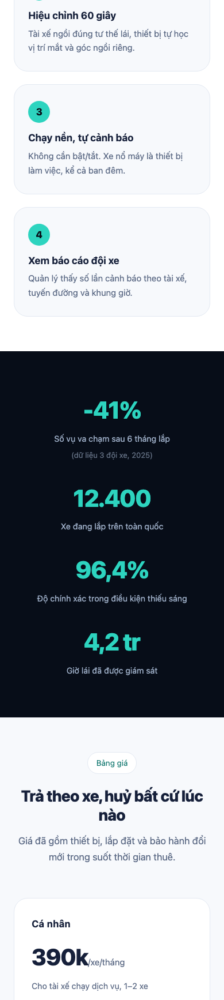 Hiệu chỉnh 60 giây
Tài xế ngồi đúng tư thế lái, thiết bị tự học
vị trí mắt và góc ngồi riêng.
3
Chạy nền, tự cảnh báo
Không cần bật/tắt. Xe nổ máy là thiết bị
làm việc, kể cả ban đêm.
4
Xem báo cáo đội xe
Quản lý thấy số lần cảnh báo theo tài xế,
tuyến đường và khung giờ.
-41%
Số vụ va chạm sau 6 tháng lắp
(dữ liệu 3 đội xe, 2025)
12.400
Xe đang lắp trên toàn quốc
96,4%
Độ chính xác trong điều kiện thiếu sáng
4,2 tr
Giờ lái đã được giám sát
Bảng giá
Trả theo xe, huỷ bất cứ lúc
nào
Giá đã gồm thiết bị, lắp đặt và bảo hành đổi
mới trong suốt thời gian thuê.
Cá nhân
390k/xe/tháng
Cho tài xế chạy dịch vụ, 1–2 xe